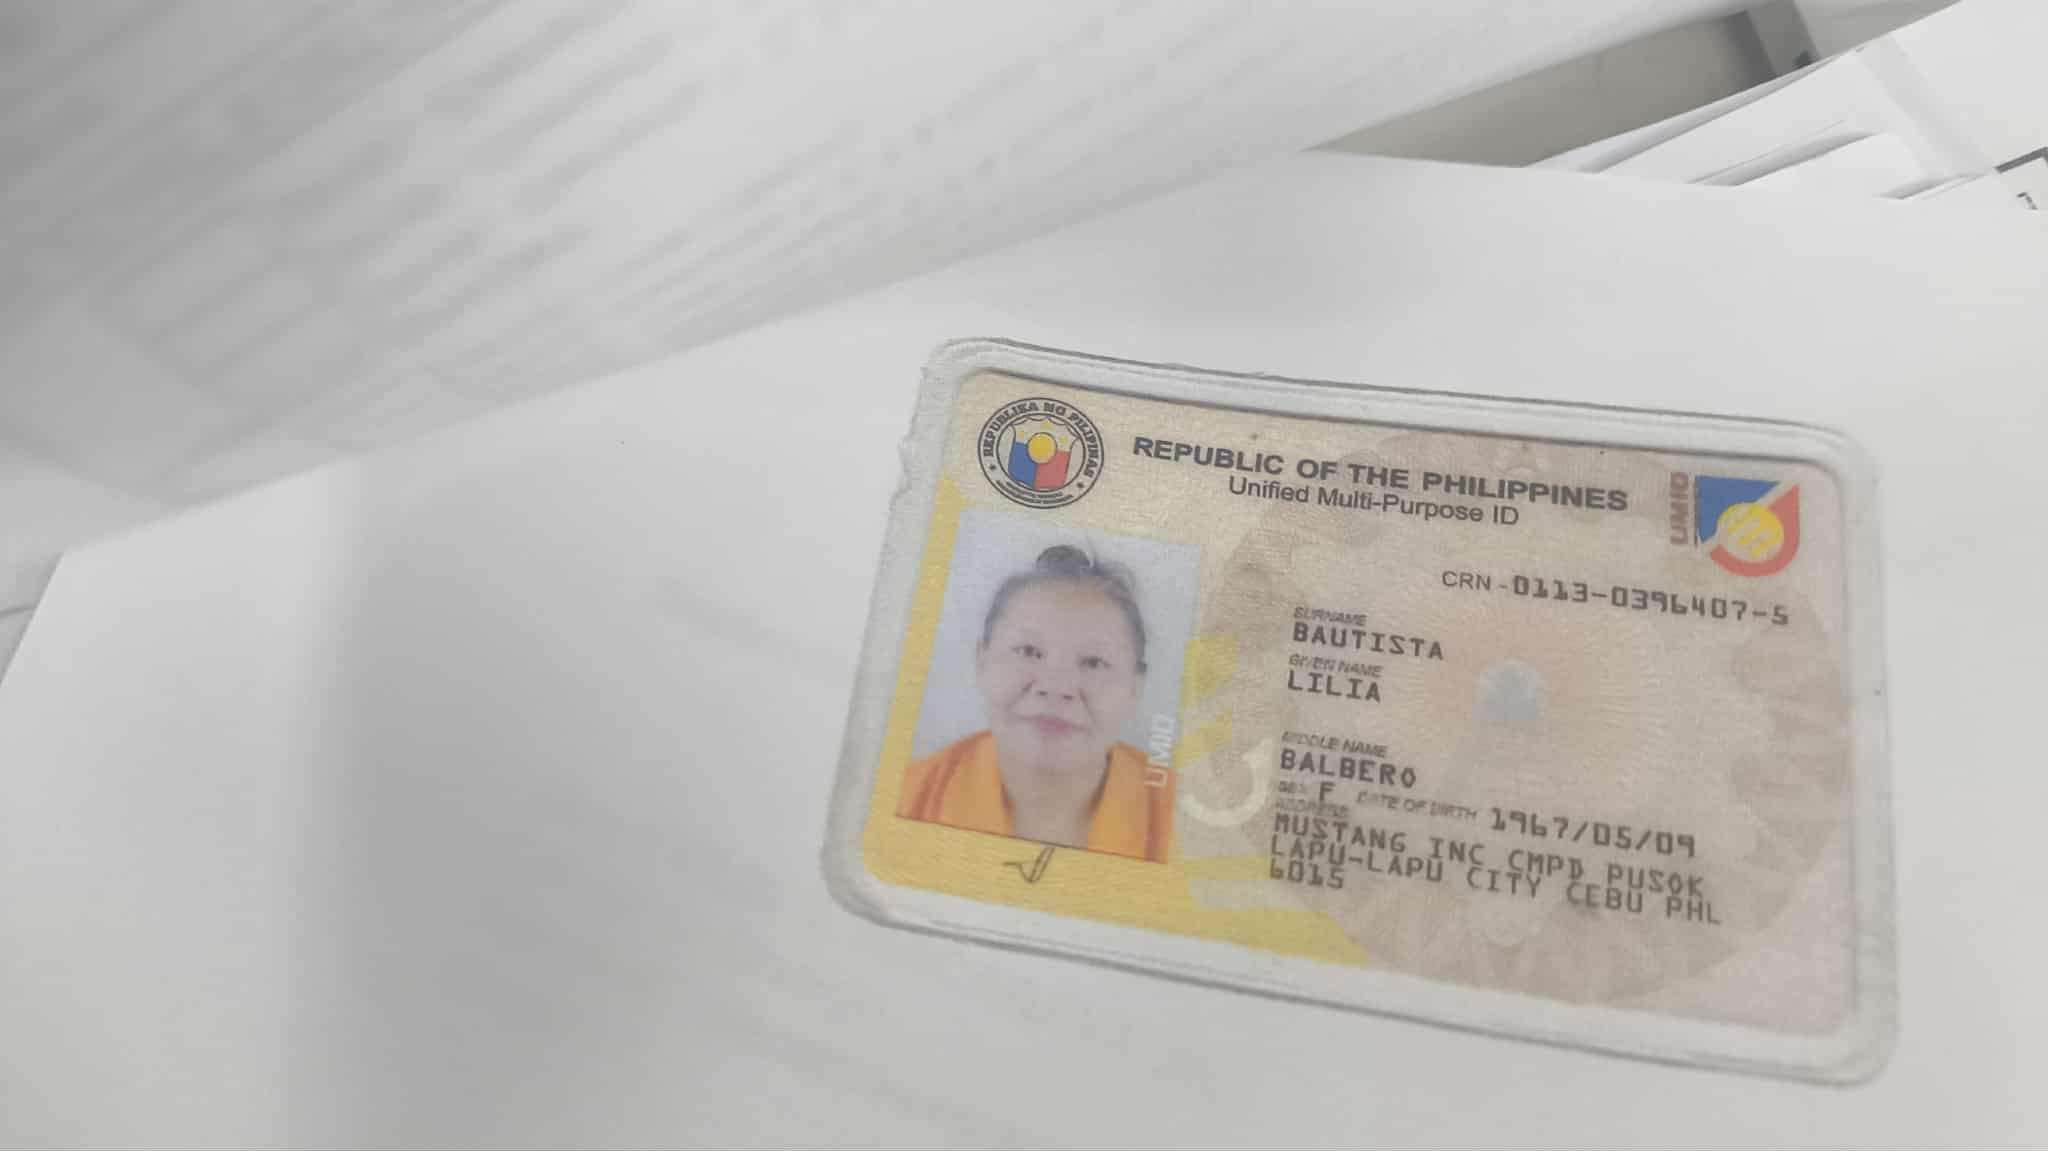 REPUBLIKA NG PILIPINAS
REPUBLIC OF THE PHILIPPINES
Unified Multi-Purpose ID
UMID
CRN - 0113-0396407-5
SURNAME
BAUTISTA
GIVEN NAME
LILIA
MIDDLE NAME
BALBERO
SEX F DATE OF BIRTH 1967/05/09
ADDRESS
MUSTANG INC CMPD PUSOK
LAPU-LAPU CITY CEBU PHL
6015
UMID